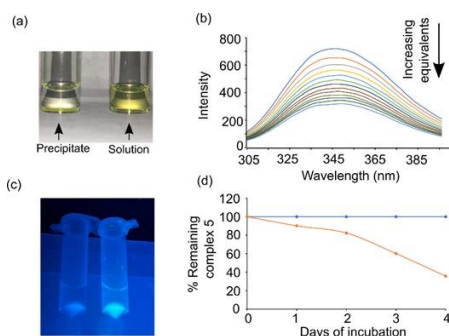 (a)
Precipitate
Solution
(b)
Increasing
equivalents
Intensity
800
600
400
200
0
305
325
345
365
385
Wavelength (nm)
(c)
(d)
% Remaining
complex 5
120
100
80
60
40
20
0
0
1
2
3
4
Days of incubation